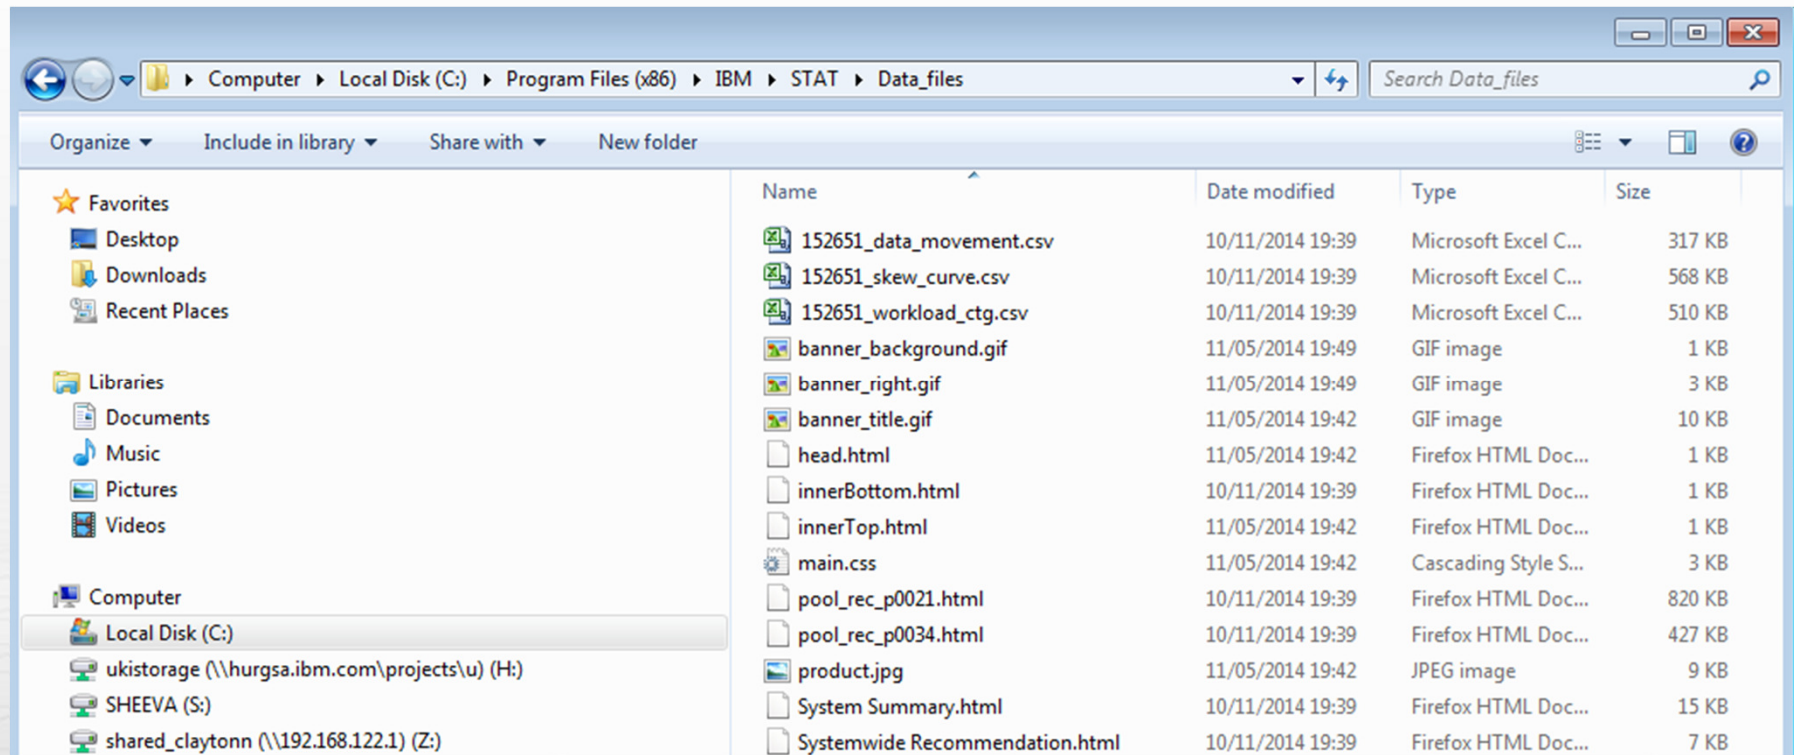 Computer Local Disk (C:) Program Files (x86) IBM STAT Data_files Search Data_files
Organize Include in library Share with New folder
Favorites
Desktop
Downloads
Recent Places
Libraries
Documents
Music
Pictures
Videos
Computer
Local Disk (C:)
ukistorage (\\hurgsa.ibm.com\projects\u) (H:)
SHEEVA (S:)
shared_claytonn (\\192.168.122.1) (Z:)
Name Date modified Type Size
152651_data_movement.csv 10/11/2014 19:39 Microsoft Excel C... 317 KB
152651_skew_curve.csv 10/11/2014 19:39 Microsoft Excel C... 568 KB
152651_workload_ctg.csv 10/11/2014 19:39 Microsoft Excel C... 510 KB
banner_background.gif 11/05/2014 19:49 GIF image 1 KB
banner_right.gif 11/05/2014 19:49 GIF image 3 KB
banner_title.gif 11/05/2014 19:42 GIF image 10 KB
head.html 11/05/2014 19:42 Firefox HTML Doc... 1 KB
innerBottom.html 10/11/2014 19:39 Firefox HTML Doc... 1 KB
innerTop.html 11/05/2014 19:42 Firefox HTML Doc... 1 KB
main.css 11/05/2014 19:42 Cascading Style S... 3 KB
pool_rec_p0021.html 10/11/2014 19:39 Firefox HTML Doc... 820 KB
pool_rec_p0034.html 10/11/2014 19:39 Firefox HTML Doc... 427 KB
product.jpg 11/05/2014 19:42 JPEG image 9 KB
System Summary.html 10/11/2014 19:39 Firefox HTML Doc... 15 KB
Systemwide Recommendation.html 10/11/2014 19:39 Firefox HTML Doc... 7 KB